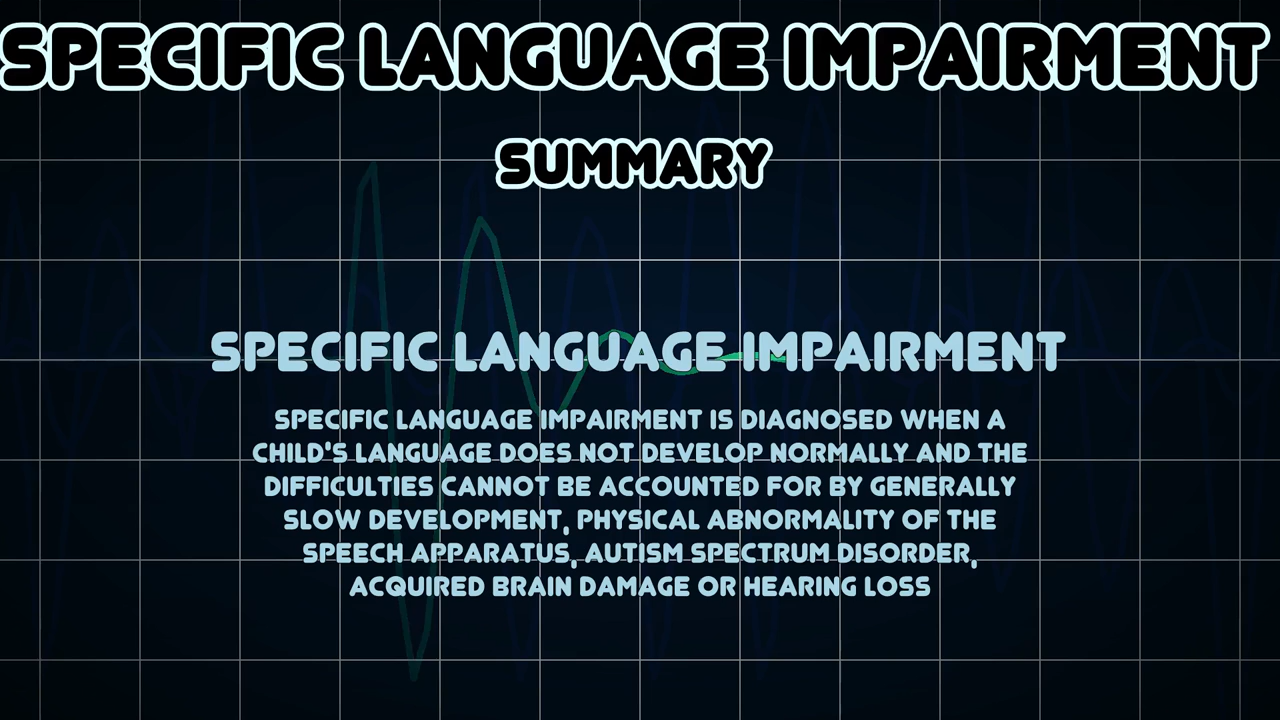 SPECIFIC LANGUAGE IMPAIRMENT
SUMMARY
SPECIFIC LANGUAGE IMPAIRMENT
SPECIFIC LANGUAGE IMPAIRMENT IS DIAGNOSED WHEN A
CHILD'S LANGUAGE DOES NOT DEVELOP NORMALLY AND THE
DIFFICULTIES CANNOT BE ACCOUNTED FOR BY GENERALLY
SLOW DEVELOPMENT, PHYSICAL ABNORMALITY OF THE
SPEECH APPARATUS, AUTISM SPECTRUM DISORDER,
ACQUIRED BRAIN DAMAGE OR HEARING LOSS